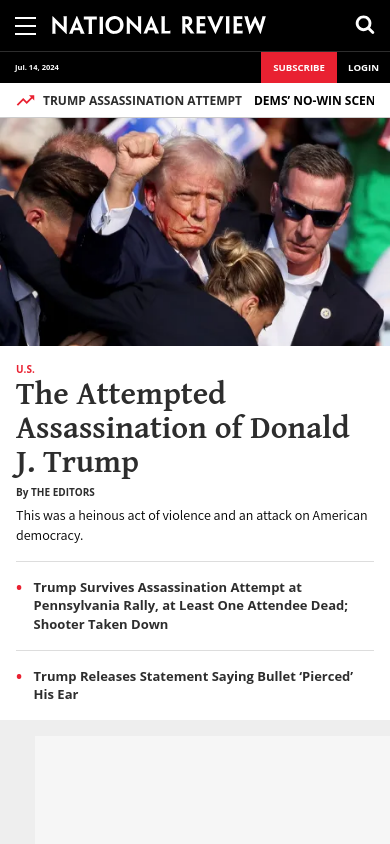 NATIONAL REVIEW
Jul. 14, 2024
SUBSCRIBE
LOGIN
TRUMP ASSASSINATION ATTEMPT DEMS’ NO-WIN SCEN
U.S.
The Attempted
Assassination of Donald
J. Trump
By THE EDITORS
This was a heinous act of violence and an attack on American
democracy.
Trump Survives Assassination Attempt at
Pennsylvania Rally, at Least One Attendee Dead;
Shooter Taken Down
Trump Releases Statement Saying Bullet ‘Pierced’
His Ear